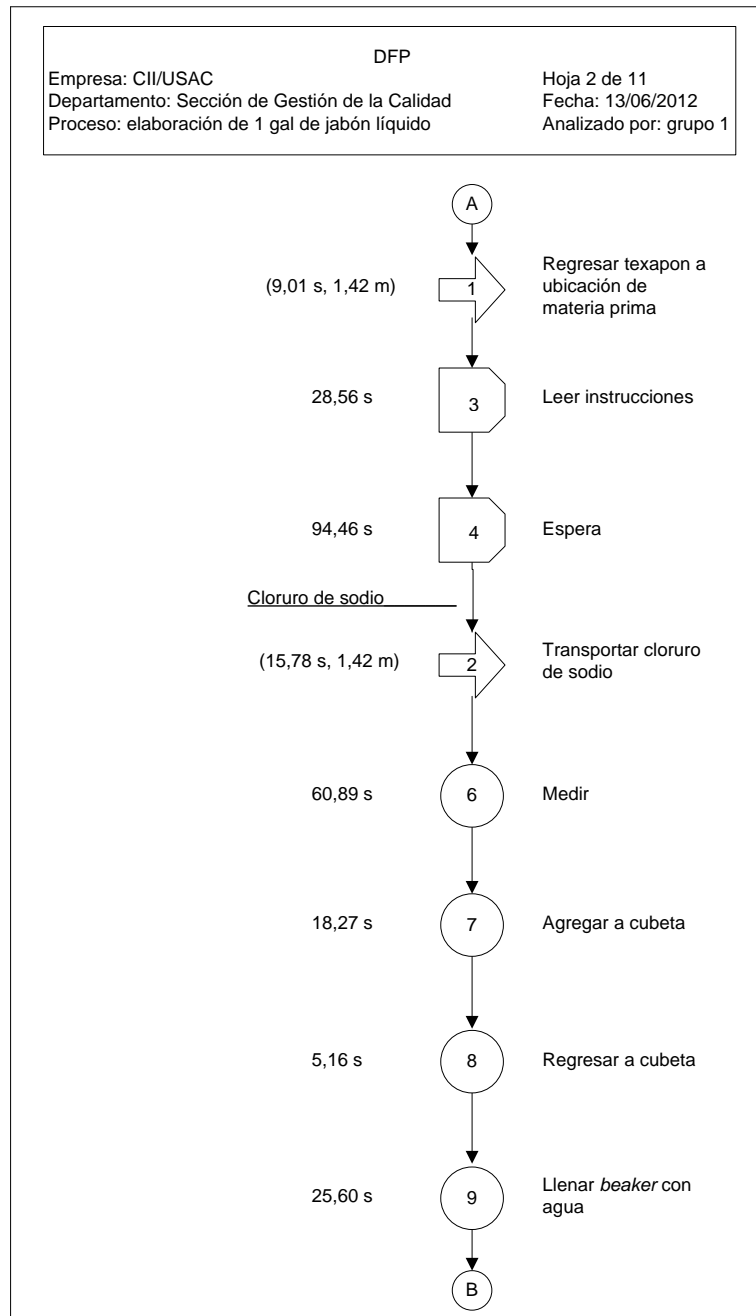 DFP
Empresa: CII/USAC Hoja 2 de 11
Departamento: Sección de Gestión de la Calidad Fecha: 13/06/2012
Proceso: elaboración de 1 gal de jabón líquido Analizado por: grupo 1
A
(9,01 s, 1,42 m) 1 Regresar texapon a
ubicación de
materia prima
28,56 s 3 Leer instrucciones
94,46 s 4 Espera
Cloruro de sodio
(15,78 s, 1,42 m) 2 Transportar cloruro
de sodio
60,89 s 6 Medir
18,27 s 7 Agregar a cubeta
5,16 s 8 Regresar a cubeta
25,60 s 9 Llenar beaker con
agua
B